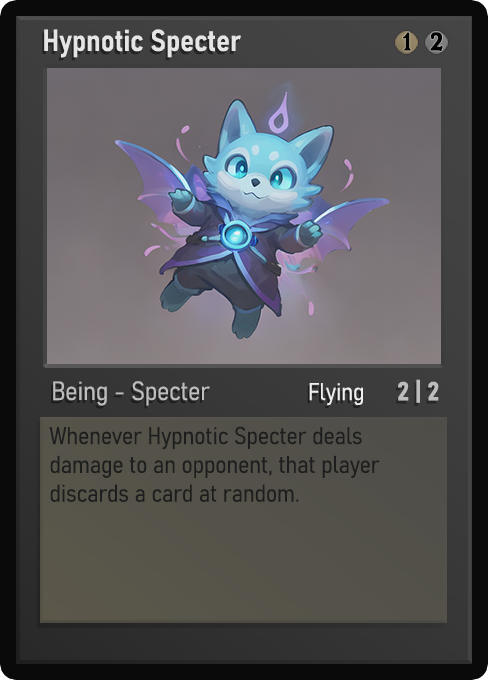 Hypnotic Specter 1 2
Being - Specter Flying 2|2
Whenever Hypnotic Specter deals
damage to an opponent, that player
discards a card at random.